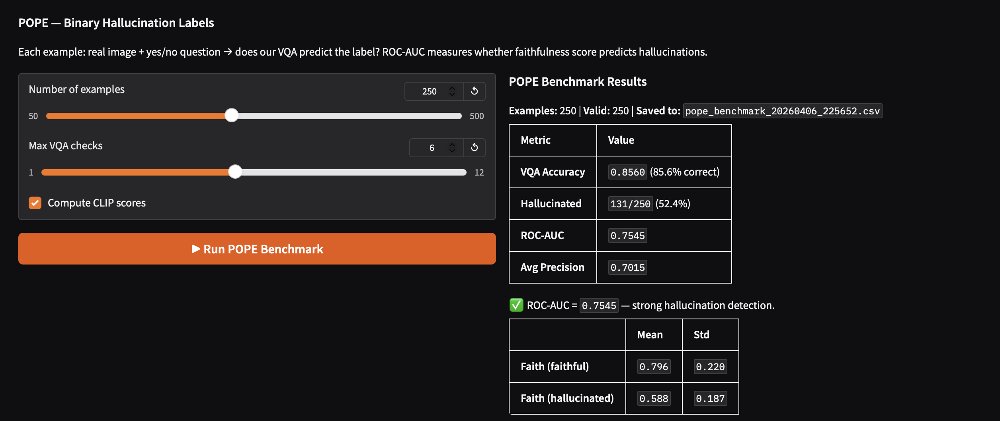 POPE — Binary Hallucination Labels
Each example: real image + yes/no question → does our VQA predict the label? ROC-AUC measures whether faithfulness score predicts hallucinations.
Number of examples
250
50
500
Max VQA checks
6
1
12
Compute CLIP scores
▶ Run POPE Benchmark
POPE Benchmark Results
Examples: 250 | Valid: 250 | Saved to: pope_benchmark_20260406_225652.csv
Metric Value
VQA Accuracy 0.8560 (85.6% correct)
Hallucinated 131/250 (52.4%)
ROC-AUC 0.7545
Avg Precision 0.7015
✅ ROC-AUC = 0.7545 — strong hallucination detection.
Mean Std
Faith (faithful) 0.796 0.220
Faith (hallucinated) 0.588 0.187